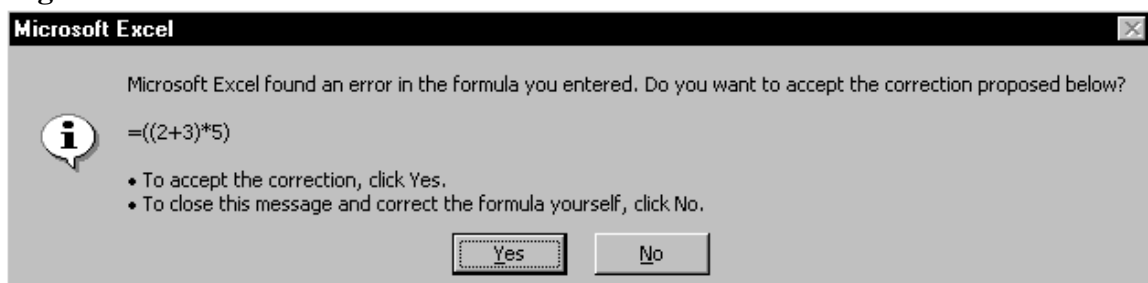 Microsoft Excel
Microsoft Excel found an error in the formula you entered. Do you want to accept the correction proposed below?
=((2+3)*5)
• To accept the correction, click Yes.
• To close this message and correct the formula yourself, click No.
Yes No